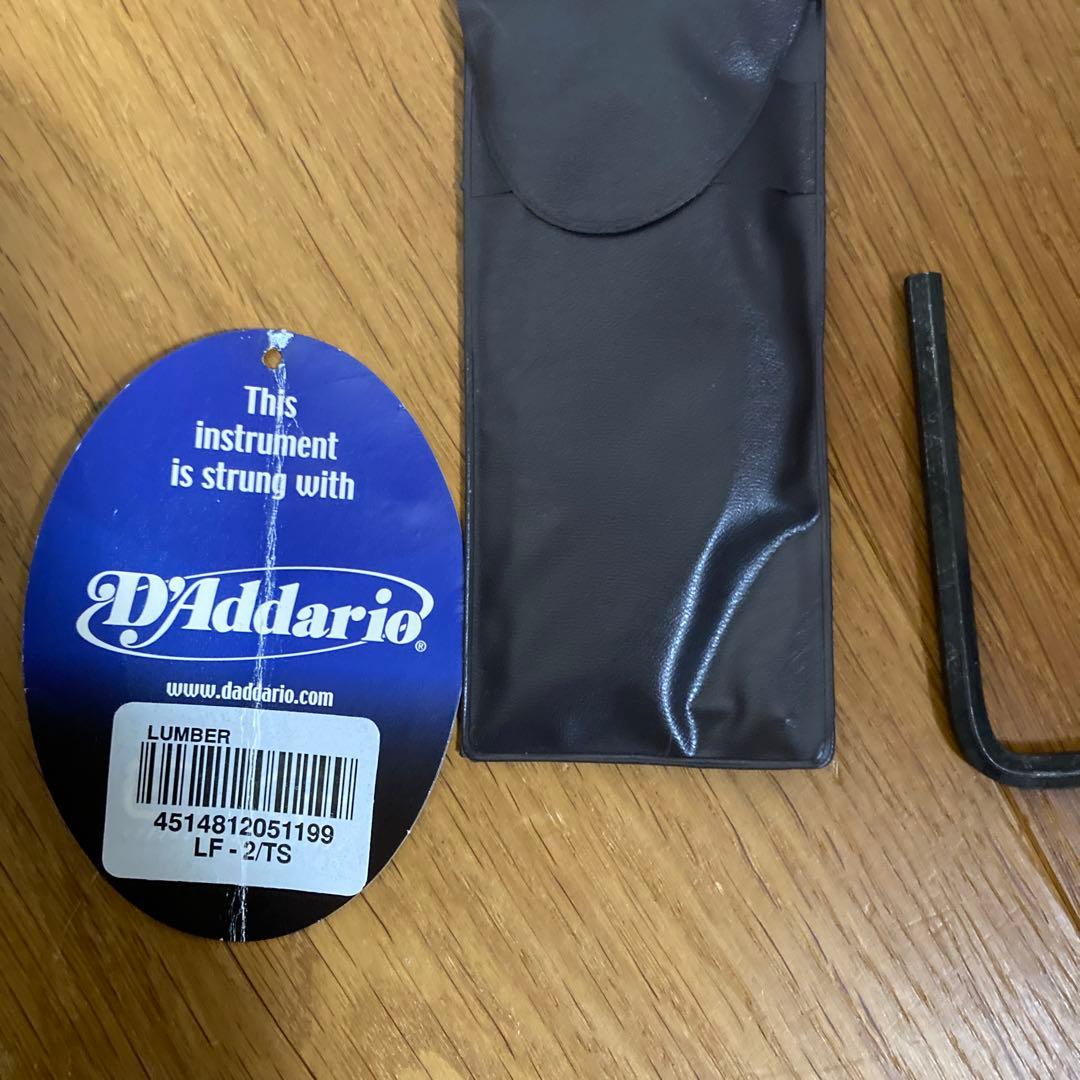 This
instrument
is strung with
D'Addario®
www.daddario.com
LUMBER
4514812051199
LF - 2/TS